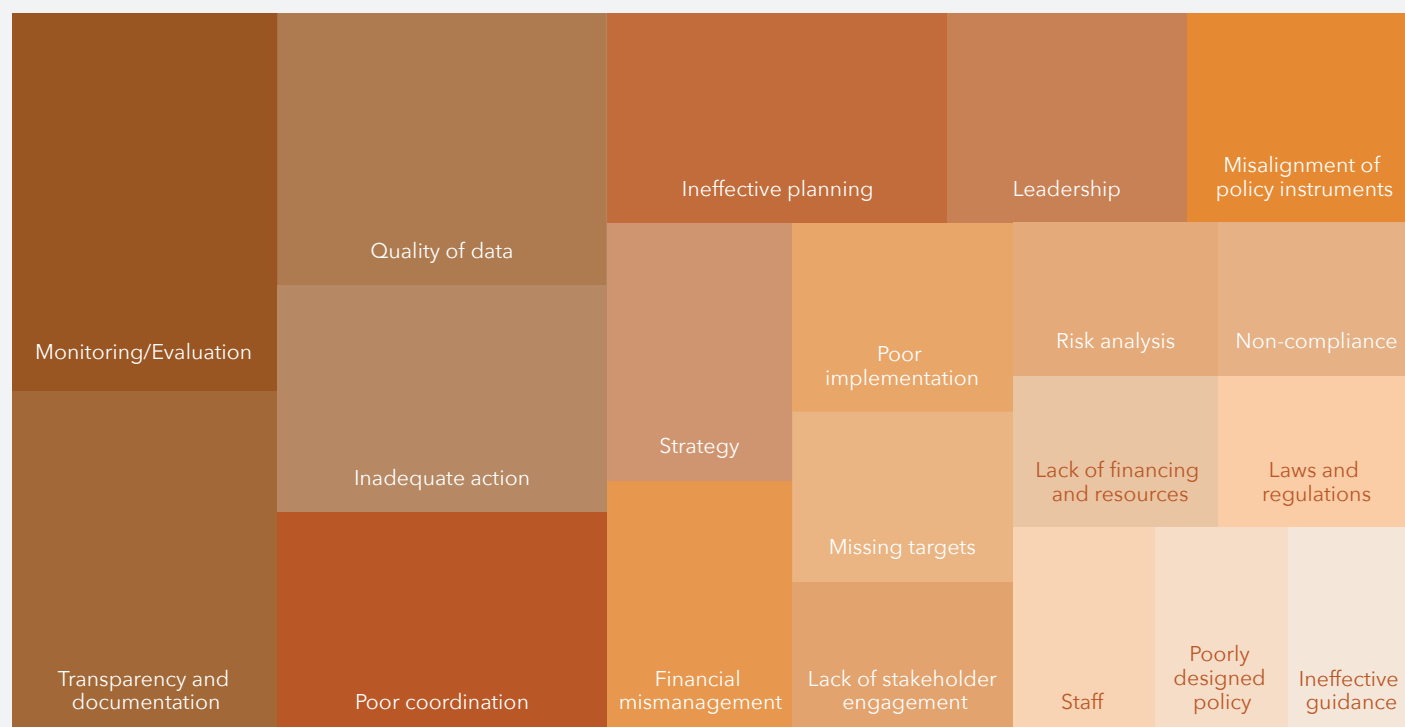 Monitoring/Evaluation
Transparency and
documentation
Quality of data
Inadequate action
Poor coordination
Ineffective planning
Leadership
Misalignment of
policy instruments
Strategy
Financial
mismanagement
Poor
implementation
Missing targets
Lack of stakeholder
engagement
Risk analysis
Non-compliance
Lack of financing
and resources
Laws and
regulations
Staff
Poorly
designed
policy
Ineffective
guidance